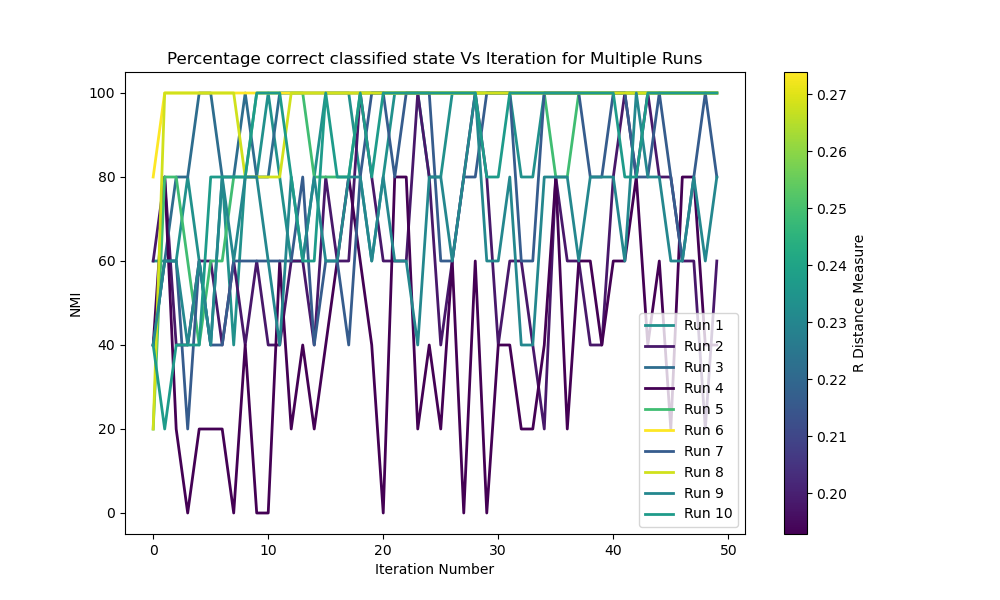 Percentage correct classified state Vs Iteration for Multiple Runs
NMI
100
80
60
40
20
0
0 10 20 30 40 50
Iteration Number
Run 1
Run 2
Run 3
Run 4
Run 5
Run 6
Run 7
Run 8
Run 9
Run 10
0.27
0.26
0.25
0.24
0.23
0.22
0.21
0.20
R Distance Measure